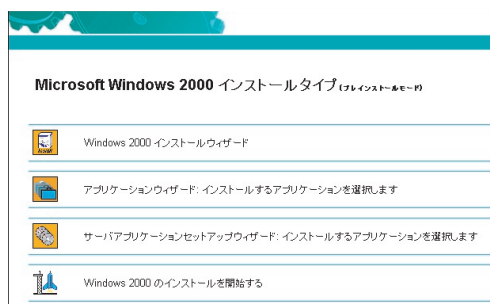 Microsoft Windows 2000 インストールタイプ (プレインストールモード)
Windows 2000 インストールウィザード
アプリケーションウィザード: インストールするアプリケーションを選択します
サーバアプリケーションセットアップウィザード: インストールするアプリケーションを選択します
Windows 2000 のインストールを開始する